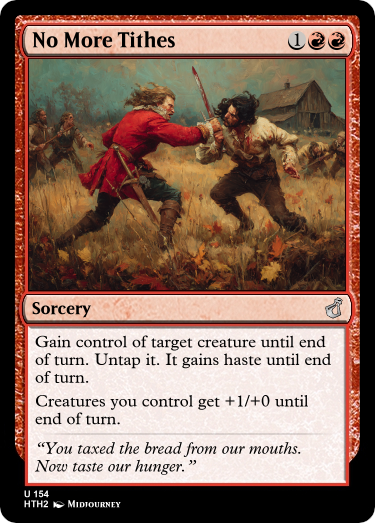 No More Tithes 1
Sorcery
Gain control of target creature until end
of turn. Untap it. It gains haste until end
of turn.
Creatures you control get +1/+0 until
end of turn.
“You taxed the bread from our mouths.
Now taste our hunger.”
U 154
HTH2 Midjourney